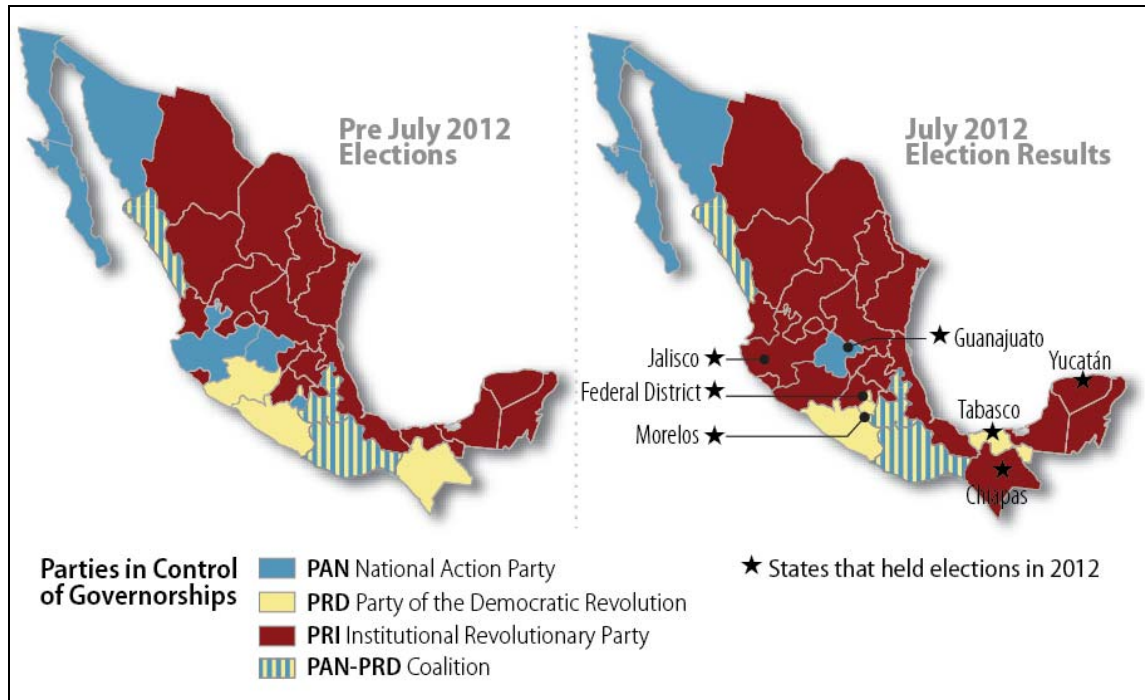 Pre July 2012
Elections
July 2012
Election Results
★ Guanajuato
Jalisco ★
Yucatán
Federal District ★
Tabasco
Morelos ★
Chiapas
Parties in Control
of Governorships
PAN National Action Party
PRD Party of the Democratic Revolution
PRI Institutional Revolutionary Party
PAN-PRD Coalition
★ States that held elections in 2012